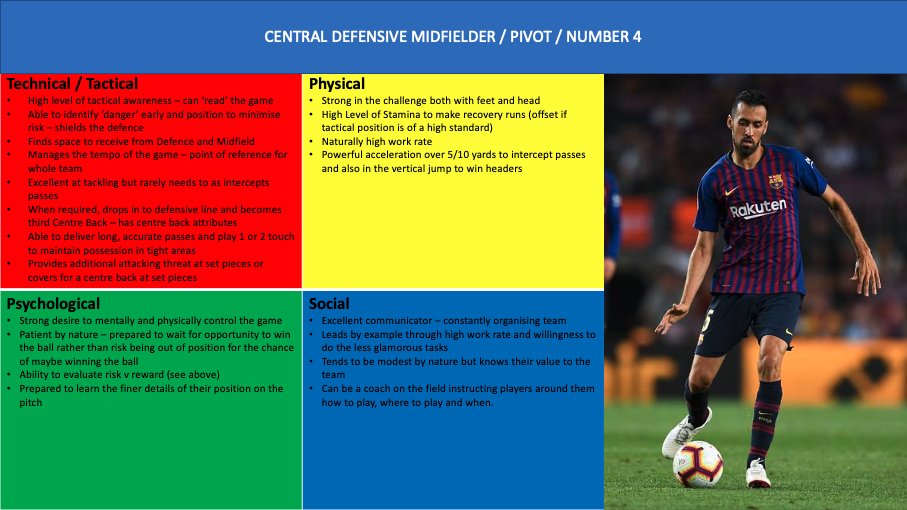 CENTRAL DEFENSIVE MIDFIELDER / PIVOT / NUMBER 4
Technical / Tactical
• High level of tactical awareness – can 'read' the game
• Able to identify 'danger' early and position to minimise
risk – shields the defence
• Finds space to receive from Defence and Midfield
• Manages the tempo of the game – point of reference for
whole team
• Excellent at tackling but rarely needs to as intercepts
passes
• When required, drops in to defensive line and becomes
third Centre Back – has centre back attributes
• Able to deliver long, accurate passes and play 1 or 2 touch
to maintain possession in tight areas
• Provides additional attacking threat at set pieces or
covers for a centre back at set pieces
Physical
• Strong in the challenge both with feet and head
• High Level of Stamina to make recovery runs (offset if
tactical position is of a high standard)
• Naturally high work rate
• Powerful acceleration over 5/10 yards to intercept passes
and also in the vertical jump to win headers
Psychological
• Strong desire to mentally and physically control the game
• Patient by nature – prepared to wait for opportunity to win
the ball rather than risk being out of position for the chance
of maybe winning the ball
• Ability to evaluate risk v reward (see above)
• Prepared to learn the finer details of their position on the
pitch
Social
• Excellent communicator – constantly organising team
• Leads by example through high work rate and willingness to
do the less glamorous tasks
• Tends to be modest by nature but knows their value to the
team
• Can be a coach on the field instructing players around them
how to play, where to play and when.
Rakuten
5